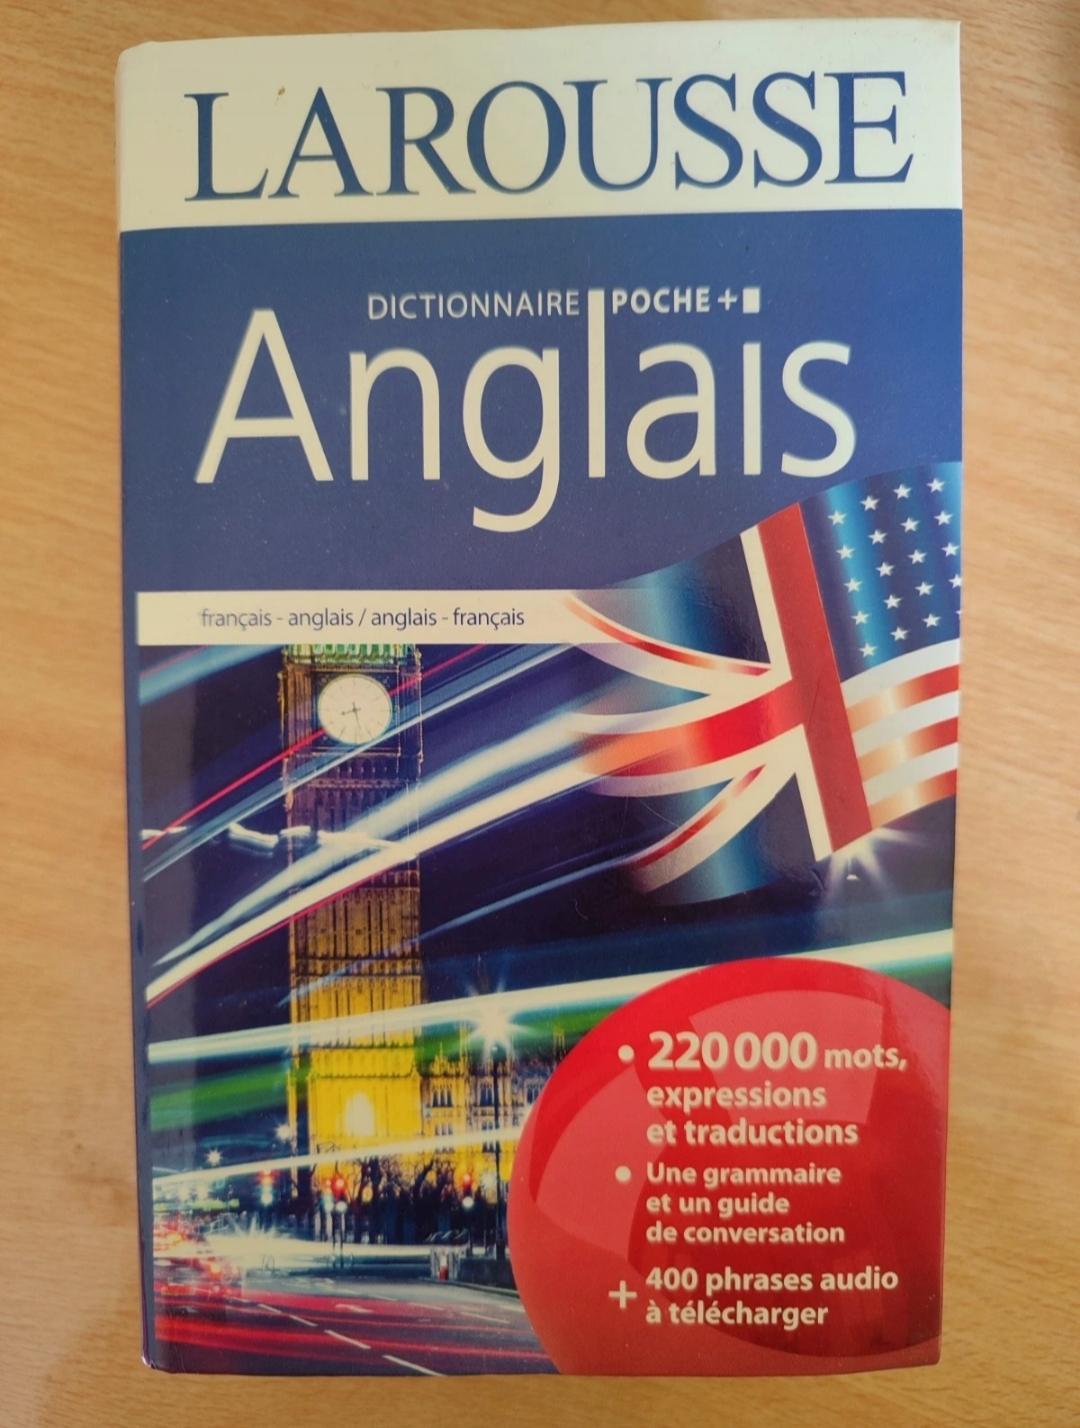 LAROUSSE
DICTIONNAIRE POCHE +
Anglais
français - anglais / anglais - français
• 220 000 mots,
expressions
et traductions
• Une grammaire
et un guide
de conversation
+ 400 phrases audio
à télécharger